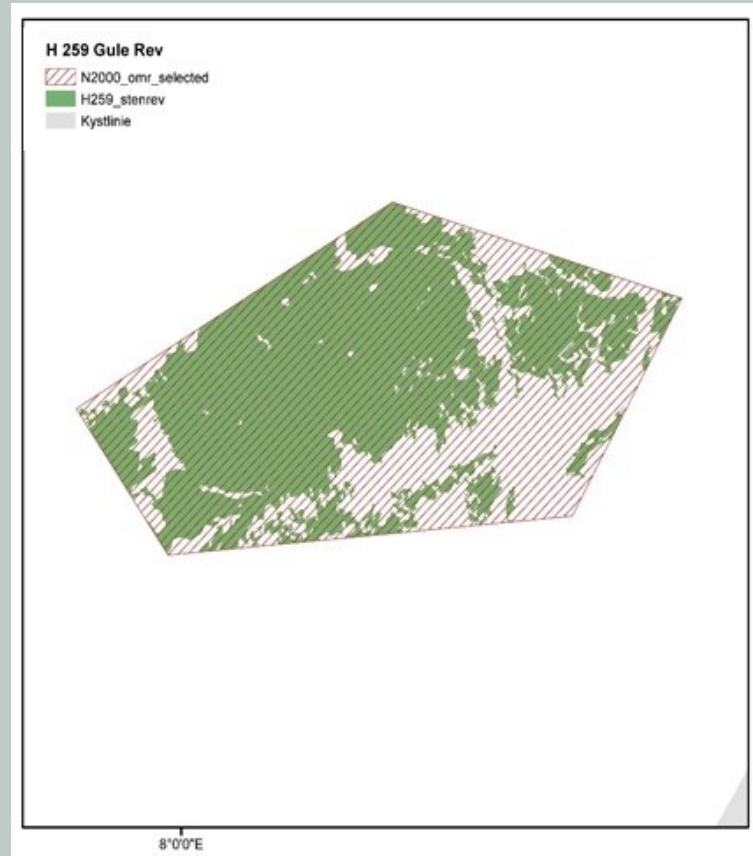 H 259 Gule Rev
N2000_omr_selected
H259_stenrev
Kystlinie
8°0'0"E